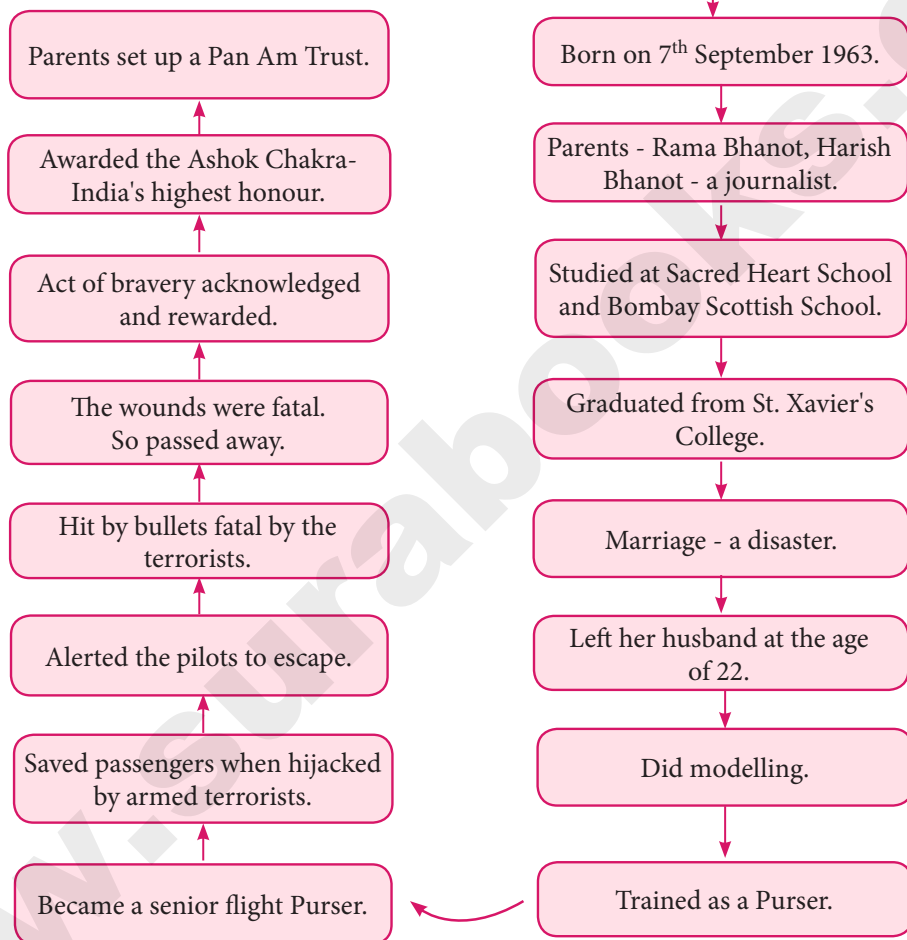 Born on 7th September 1963.
Parents - Rama Bhanot, Harish
Bhanot - a journalist.
Studied at Sacred Heart School
and Bombay Scottish School.
Graduated from St. Xavier's
College.
Marriage - a disaster.
Left her husband at the age
of 22.
Did modelling.
Trained as a Purser.
Became a senior flight Purser.
Saved passengers when hijacked
by armed terrorists.
Alerted the pilots to escape.
Hit by bullets fatal by the
terrorists.
The wounds were fatal.
So passed away.
Act of bravery acknowledged
and rewarded.
Awarded the Ashok Chakra-
India's highest honour.
Parents set up a Pan Am Trust.
w.surabooks.c